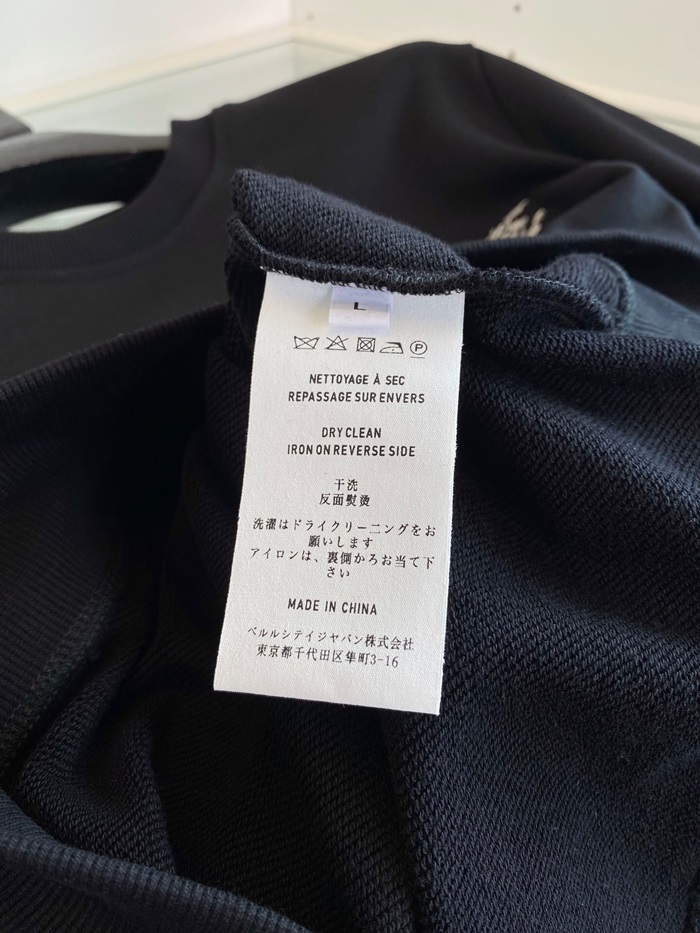 L
P
NETTOYAGE À SEC
REPASSAGE SUR ENVERS
DRY CLEAN
IRON ON REVERSE SIDE
干洗
反面熨烫
洗濯はドライクリーニングをお
願いします
アイロンは、裏側かろお当て下
さい
MADE IN CHINA
ベルルシテイジャバン株式会社
東京都千代田区隼町3-16